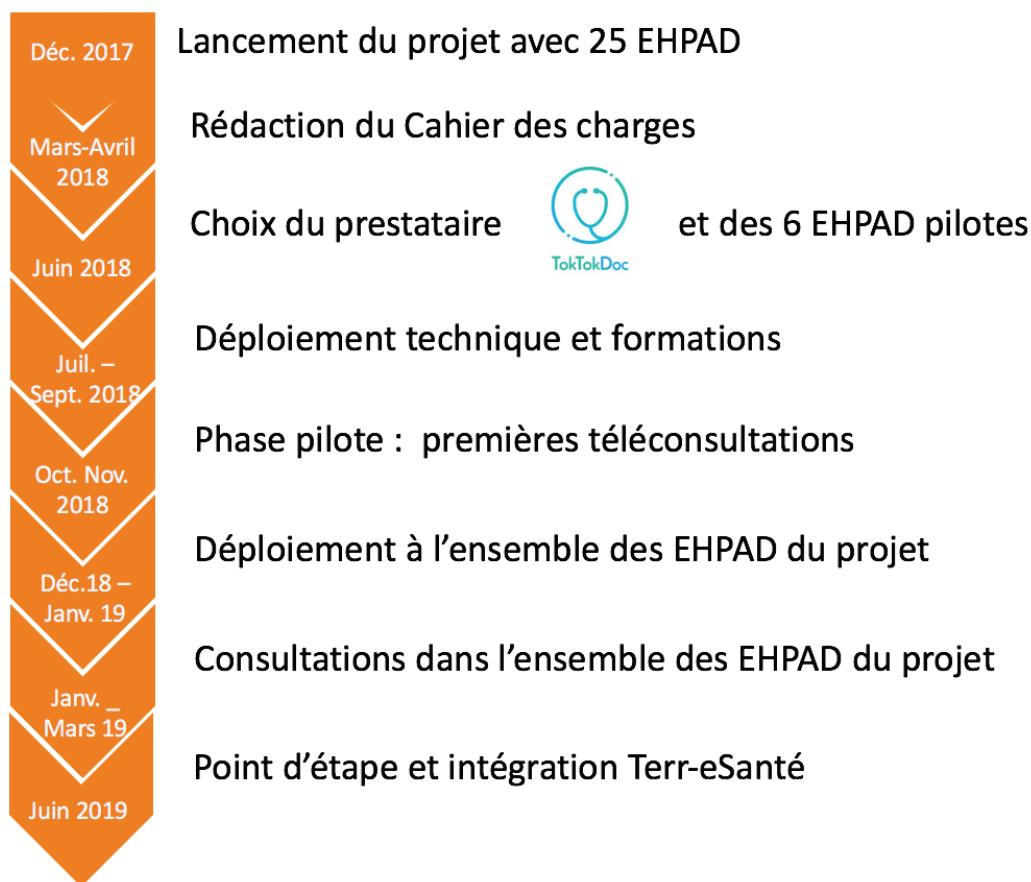 Déc. 2017
Lancement du projet avec 25 EHPAD
Mars-Avril
2018
Rédaction du Cahier des charges
Juin 2018
Choix du prestataire
TokTokDoc
et des 6 EHPAD pilotes
Juil. –
Sept. 2018
Déploiement technique et formations
Oct. Nov.
2018
Phase pilote : premières téléconsultations
Déc.18 –
Janv. 19
Déploiement à l’ensemble des EHPAD du projet
Janv. _
Mars 19
Consultations dans l’ensemble des EHPAD du projet
Juin 2019
Point d’étape et intégration Terr-eSanté